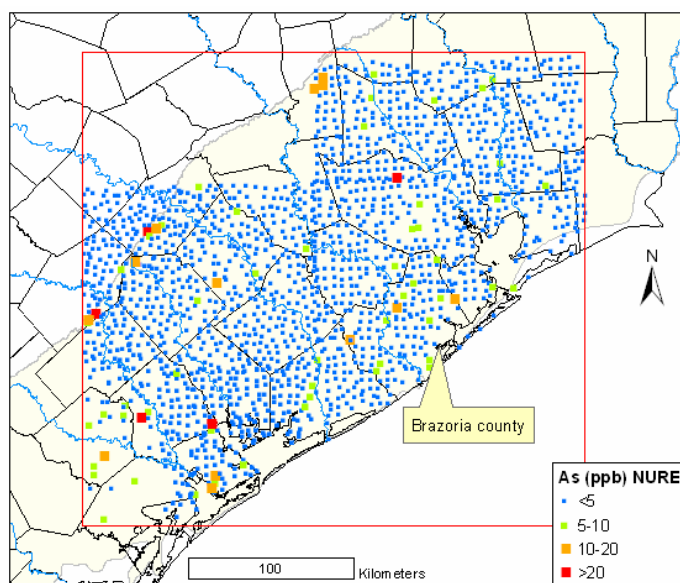 N
Brazoria county
As (ppb) NURE
<5
5-10
10-20
>20
100 Kilometers